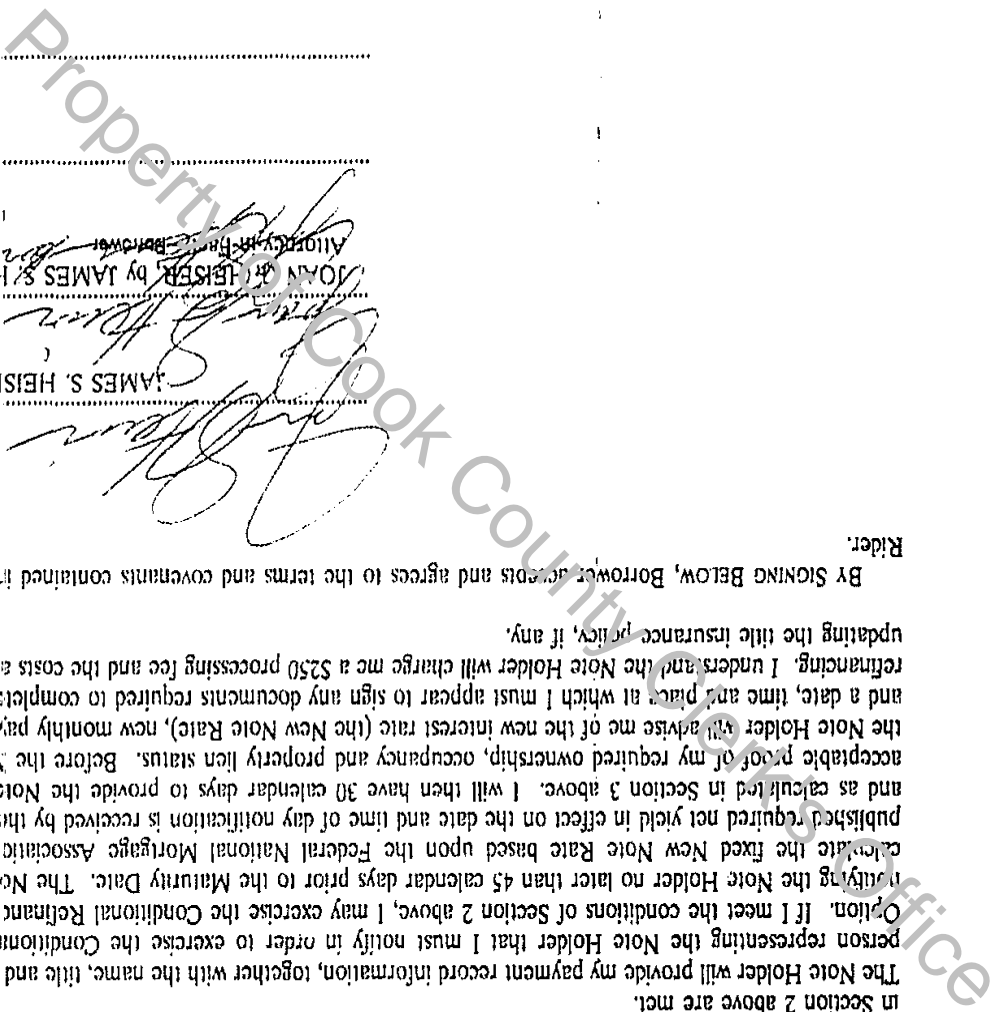 in Section 2 above are met.
The Note Holder will provide my payment record information, together with the name, title and
person representing the Note Holder that I must notify in order to exercise the Conditiona
Option. If I meet the conditions of Section 2 above, I may exercise the Conditional Refinanc
notifying the Note Holder no later than 45 calendar days prior to the Maturity Date. The No
calculate the fixed New Note Rate based upon the Federal National Mortgage Associatio
published required net yield in effect on the date and time of day notification is received by the
and as calculated in Section 3 above. I will then have 30 calendar days to provide the Note
acceptable proof of my required ownership, occupancy and property lien status. Before the
the Note Holder will advise me of the new interest rate (the New Note Rate), new monthly pay
and a date, time and place at which I must appear to sign any documents required to complete
refinancing. I understand the Note Holder will charge me a $250 processing fee and the costs a
updating the title insurance policy, if any.
BY SIGNING BELOW, Borrower accepts and agrees to the terms and covenants contained i
Rider.
JAMES S. HEIS
JOAN HEISER, by JAMES S. H
Attorney-in-Fact -Borrower
Property of Cook County Clerk's Office